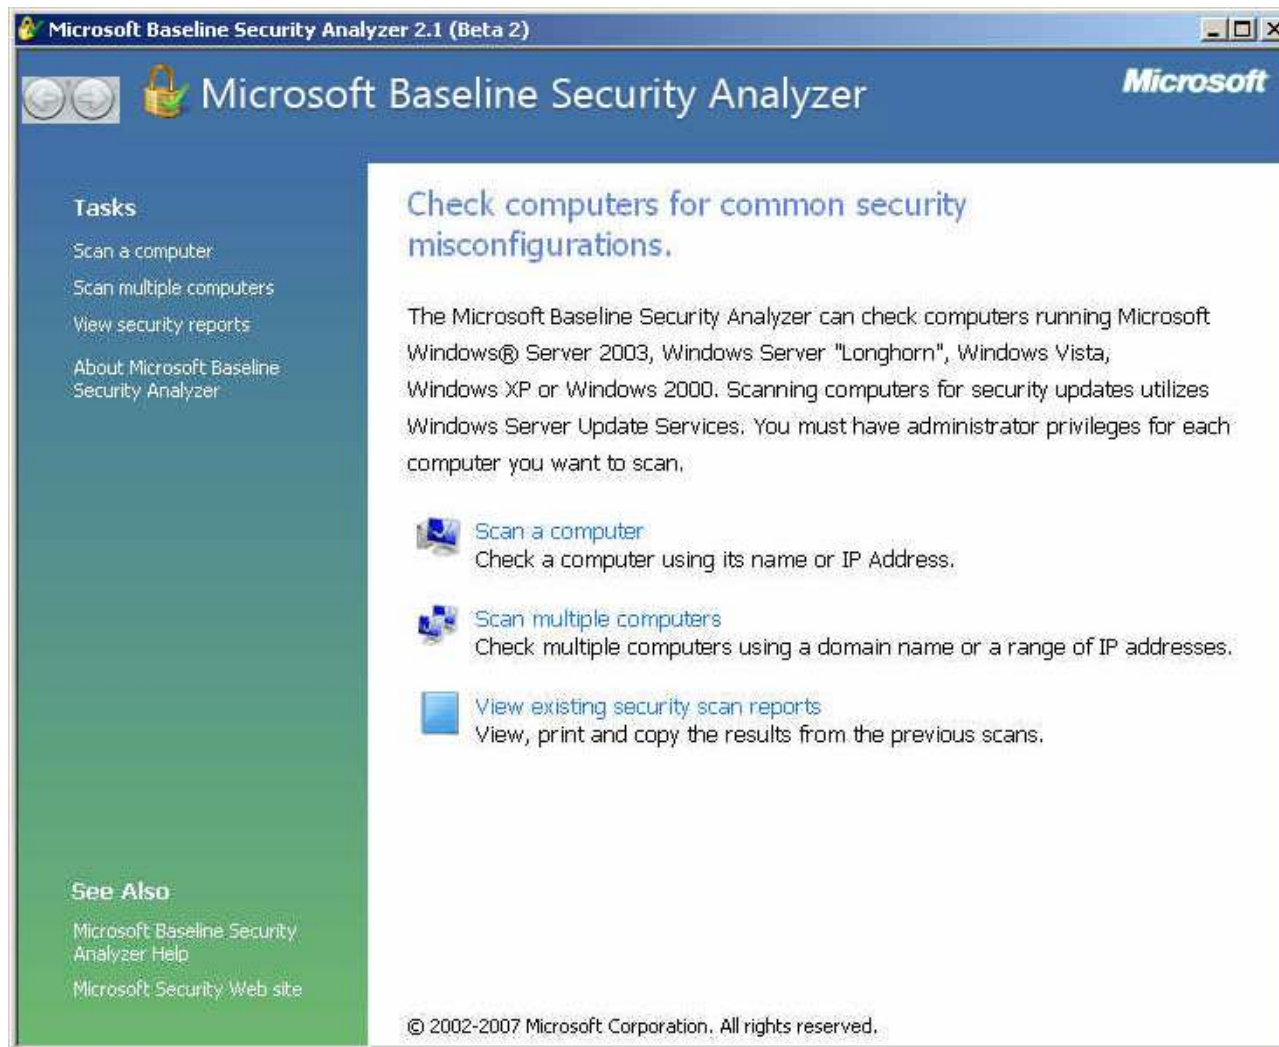 Microsoft Baseline Security Analyzer 2.1 (Beta 2)
Microsoft Baseline Security Analyzer
Microsoft
Tasks
Scan a computer
Scan multiple computers
View security reports
About Microsoft Baseline
Security Analyzer
See Also
Microsoft Baseline Security
Analyzer Help
Microsoft Security Web site
Check computers for common security
misconfigurations.
The Microsoft Baseline Security Analyzer can check computers running Microsoft
Windows® Server 2003, Windows Server "Longhorn", Windows Vista,
Windows XP or Windows 2000. Scanning computers for security updates utilizes
Windows Server Update Services. You must have administrator privileges for each
computer you want to scan.
Scan a computer
Check a computer using its name or IP Address.
Scan multiple computers
Check multiple computers using a domain name or a range of IP addresses.
View existing security scan reports
View, print and copy the results from the previous scans.
© 2002-2007 Microsoft Corporation. All rights reserved.